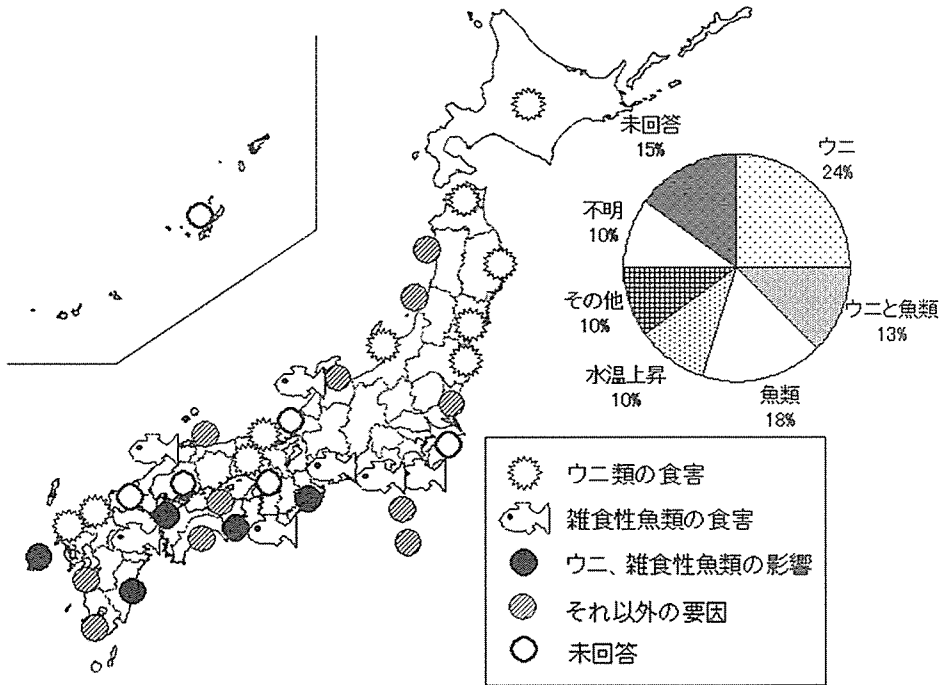 未回答
15%
ウニ
24%
不明
10%
その他
10%
ウニと魚類
13%
水温上昇
10%
魚類
18%
ウニ類の食害
雑食性魚類の食害
ウニ、雑食性魚類の影響
それ以外の要因
未回答